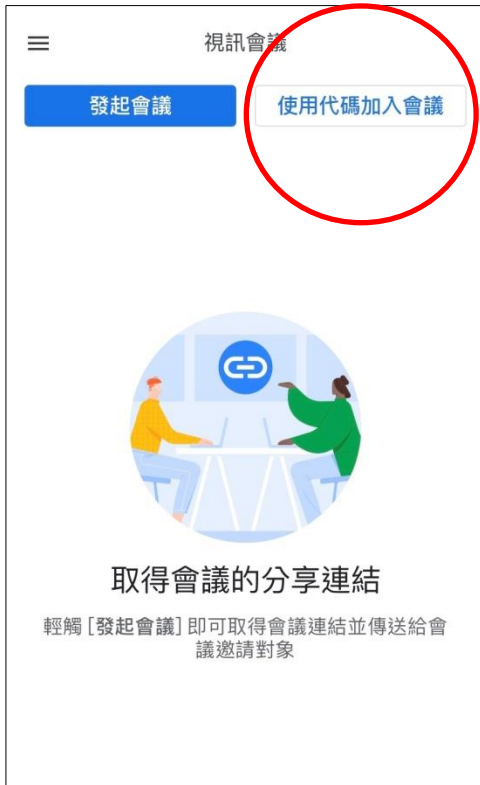 視訊會議
發起會議
使用代碼加入會議
取得會議的分享連結
輕觸 [發起會議] 即可取得會議連結並傳送給會
議邀請對象